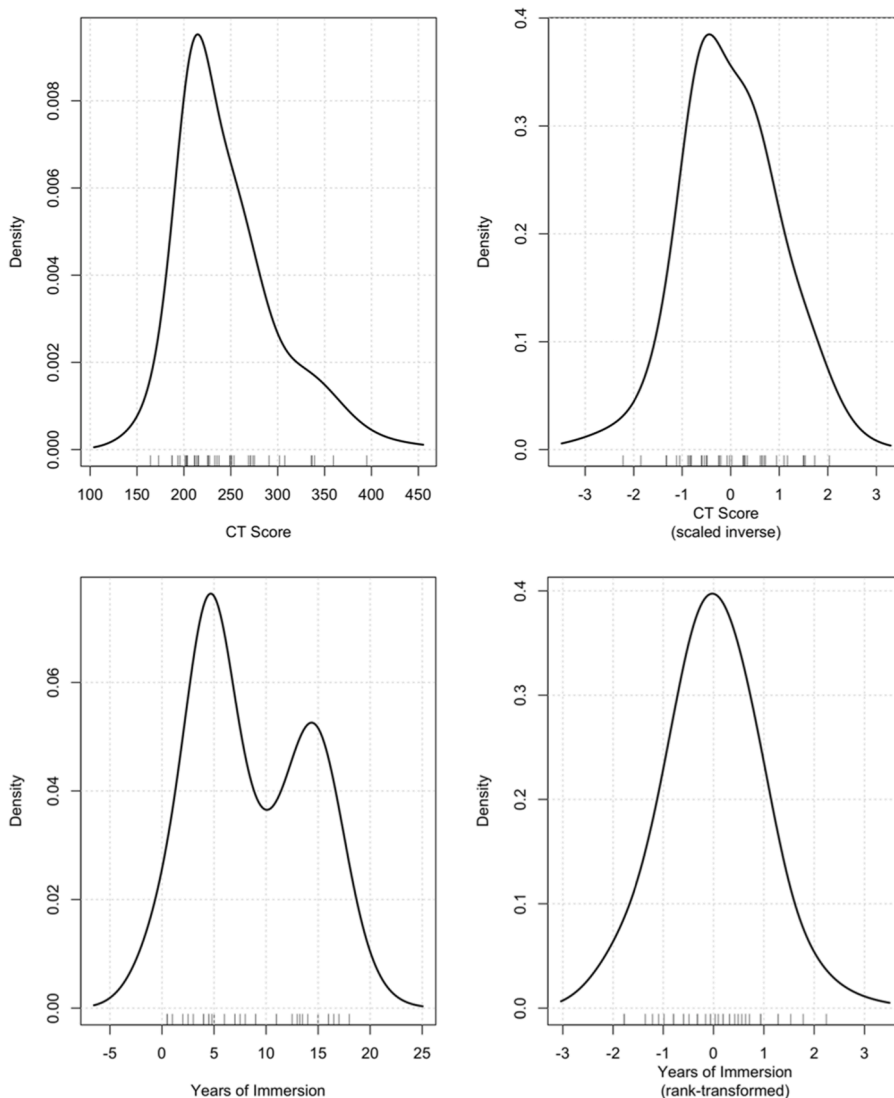 Density
0.008
0.006
0.004
0.002
0.000
100 150 200 250 300 350 400 450
CT Score
Density
0.4
0.3
0.2
0.1
0.0
-3 -2 -1 0 1 2 3
CT Score
(scaled inverse)
Density
0.06
0.04
0.02
0.00
-5 0 5 10 15 20 25
Years of Immersion
Density
0.4
0.3
0.2
0.1
0.0
-3 -2 -1 0 1 2 3
Years of Immersion
(rank-transformed)